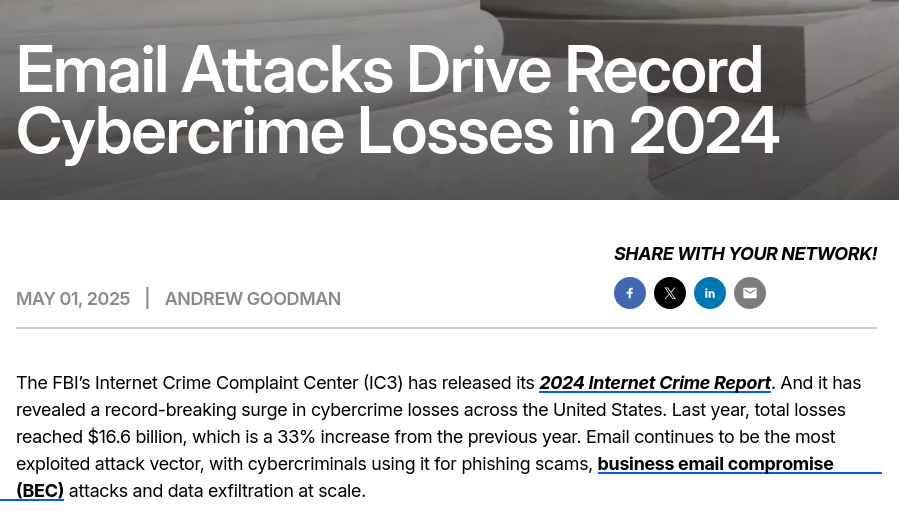 Email Attacks Drive Record
Cybercrime Losses in 2024
SHARE WITH YOUR NETWORK!
MAY 01, 2025 | ANDREW GOODMAN
The FBI’s Internet Crime Complaint Center (IC3) has released its 2024 Internet Crime Report. And it has
revealed a record-breaking surge in cybercrime losses across the United States. Last year, total losses
reached $16.6 billion, which is a 33% increase from the previous year. Email continues to be the most
exploited attack vector, with cybercriminals using it for phishing scams, business email compromise
(BEC) attacks and data exfiltration at scale.